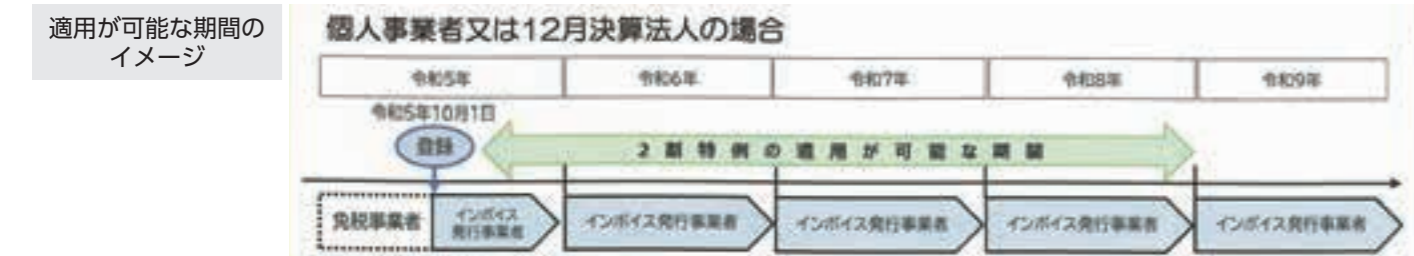 適用が可能な期間の
イメージ
個人事業者又は12月決算法人の場合
令和5年
令和6年
令和7年
令和8年
令和9年
令和5年10月1日
登録
2割特例の適用が可能な期間
免税事業者
インボイス
発行事業者
インボイス発行事業者
インボイス発行事業者
インボイス発行事業者
インボイス発行事業者